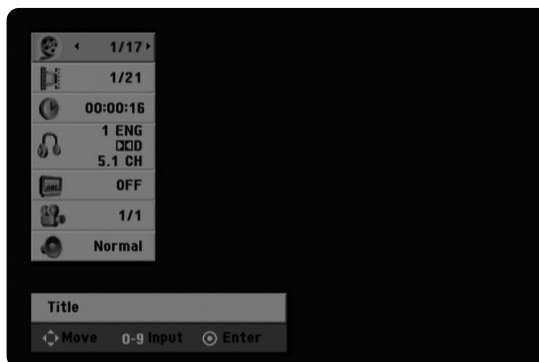 1/17
1/21
00:00:16
1 ENG
DD D
5.1 CH
OFF
1/1
Normal
Title
Move 0-9 Input Enter